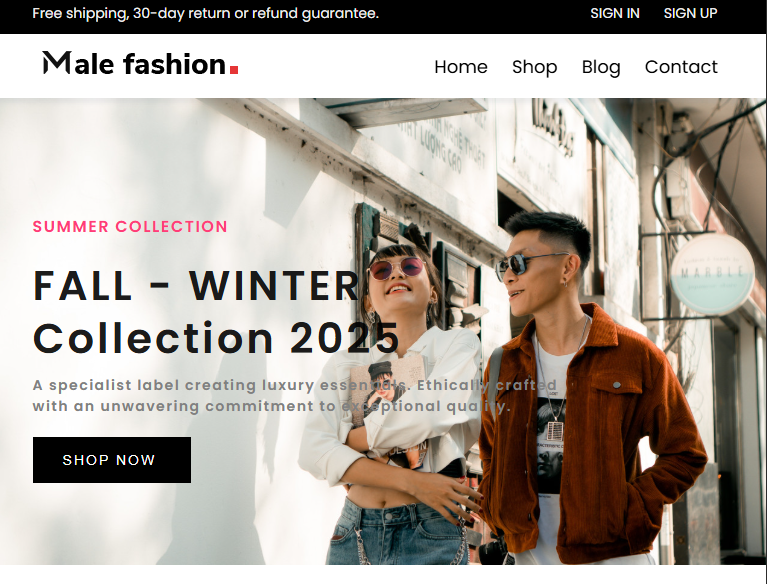 Free shipping, 30-day return or refund guarantee.
SIGN IN SIGN UP
Male fashion.
Home Shop Blog Contact
SUMMER COLLECTION
FALL - WINTER
Collection 2025
A specialist label creating luxury essentials. Ethically crafted
with an unwavering commitment to exceptional quality.
SHOP NOW
MARBLE